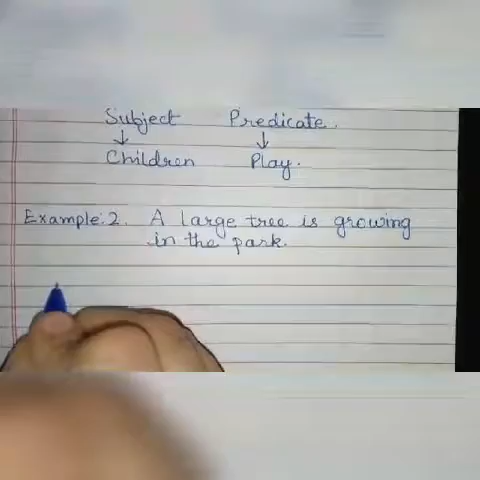 Subject Predicate.
↓ ↓
Children Play.
Example:2. A large tree is growing
in the park.